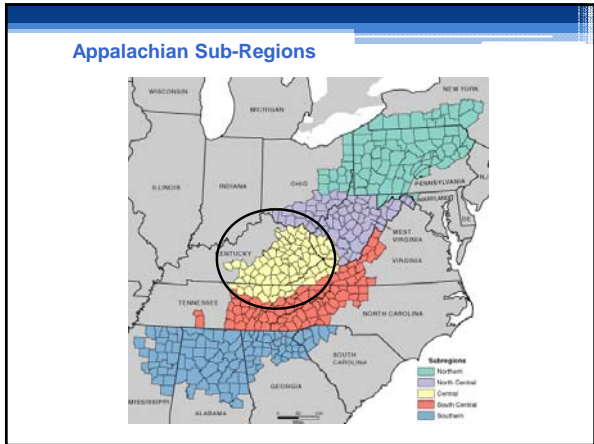 Appalachian Sub-Regions
WISCONSIN
MICHIGAN
NEW YORK
ILLINOIS
INDIANA
OHIO
PENNSYLVANIA
NJ
MARYLAND
DE
WEST
VIRGINIA
VIRGINIA
KENTUCKY
TENNESSEE
NORTH CAROLINA
SOUTH
CAROLINA
GEORGIA
ALABAMA
MISSISSIPPI
Subregions
Northern
North Central
Central
South Central
Southern